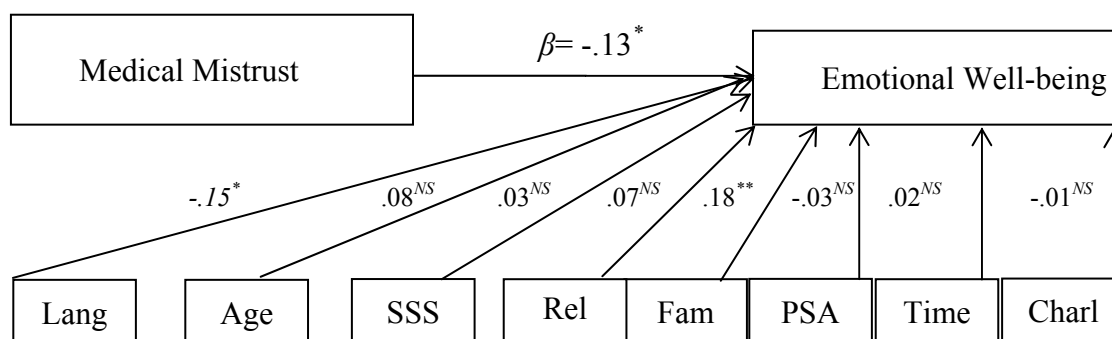 β= -.13*
Medical Mistrust
Emotional Well-being
-.15* .08NS .03NS .07NS .18** -.03NS .02NS -.01NS
Lang Age SSS Rel Fam PSA Time Charl